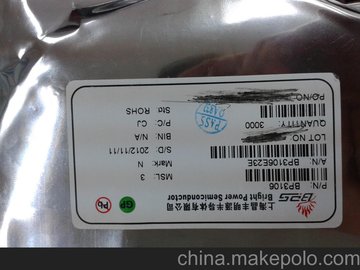 BPS
上海晶丰明源半导体有限公司
Bright Power Semiconductor
P/N: BP3106
A/N: BP3106E23E
LOT NO
QUANTITY: 3000
PO/NO:
MSL: 3
Mark: N
S/D: 2012/11/11
BIN: N/A
P/C: CJ
Std: ROHS
Pb
GP
PASS
china.makepolo.com